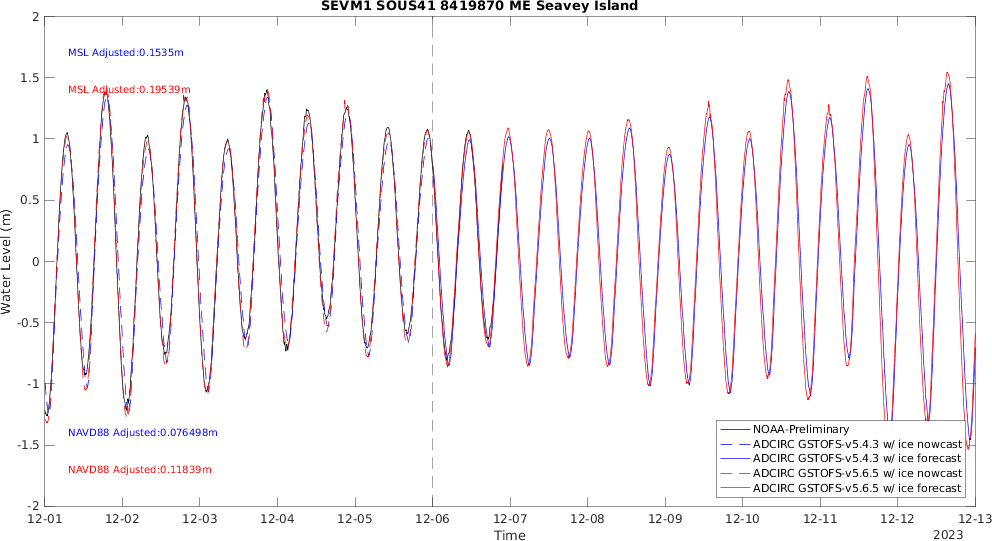 SEVM1 SOUS41 8419870 ME Seavey Island
2
MSL Adjusted:0.1535m
1.5
MSL Adjusted:0.19539m
1
0.5
0
Water Level (m)
-0.5
-1
NAVD88 Adjusted:0.076498m
-1.5
NAVD88 Adjusted:0.11839m
-2
NOAA-Preliminary
ADCIRC GSTOFS-v5.4.3 w/ ice nowcast
ADCIRC GSTOFS-v5.4.3 w/ ice forecast
ADCIRC GSTOFS-v5.6.5 w/ ice nowcast
ADCIRC GSTOFS-v5.6.5 w/ ice forecast
12-01 12-02 12-03 12-04 12-05 12-06 12-07 12-08 12-09 12-10 12-11 12-12 12-13
Time
2023